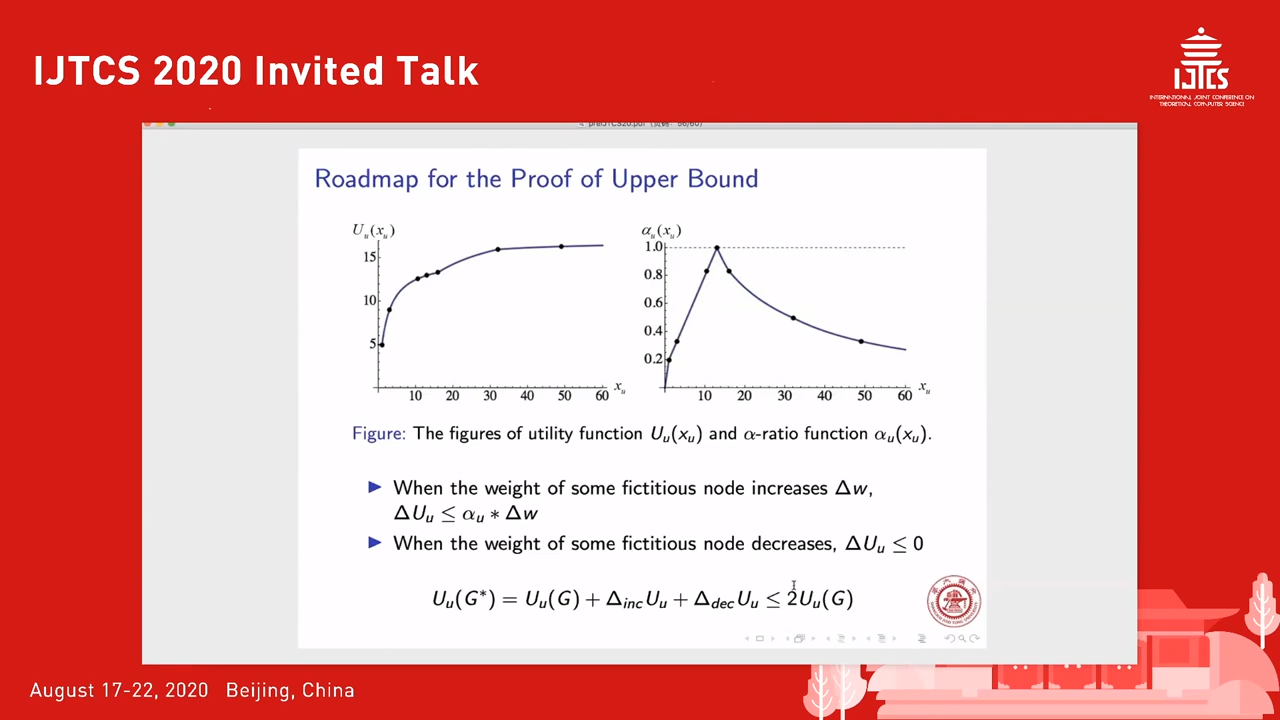 IJTCS 2020 Invited Talk
IJTCS
INTERNATIONAL JOINT CONFERENCE ON
THEORETICAL COMPUTER SCIENCE
Roadmap for the Proof of Upper Bound
U_u(x_u)
15
10
5
10 20 30 40 50 60 x_u
α_u(x_u)
1.0
0.8
0.6
0.4
0.2
10 20 30 40 50 60 x_u
Figure: The figures of utility function U_u(x_u) and α-ratio function α_u(x_u).
▶ When the weight of some fictitious node increases Δw,
ΔU_u ≤ α_u * Δw
▶ When the weight of some fictitious node decreases, ΔU_u ≤ 0
U_u(G*) = U_u(G) + Δ_inc U_u + Δ_dec U_u ≤ 2U_u(G)
August 17-22, 2020 Beijing, China